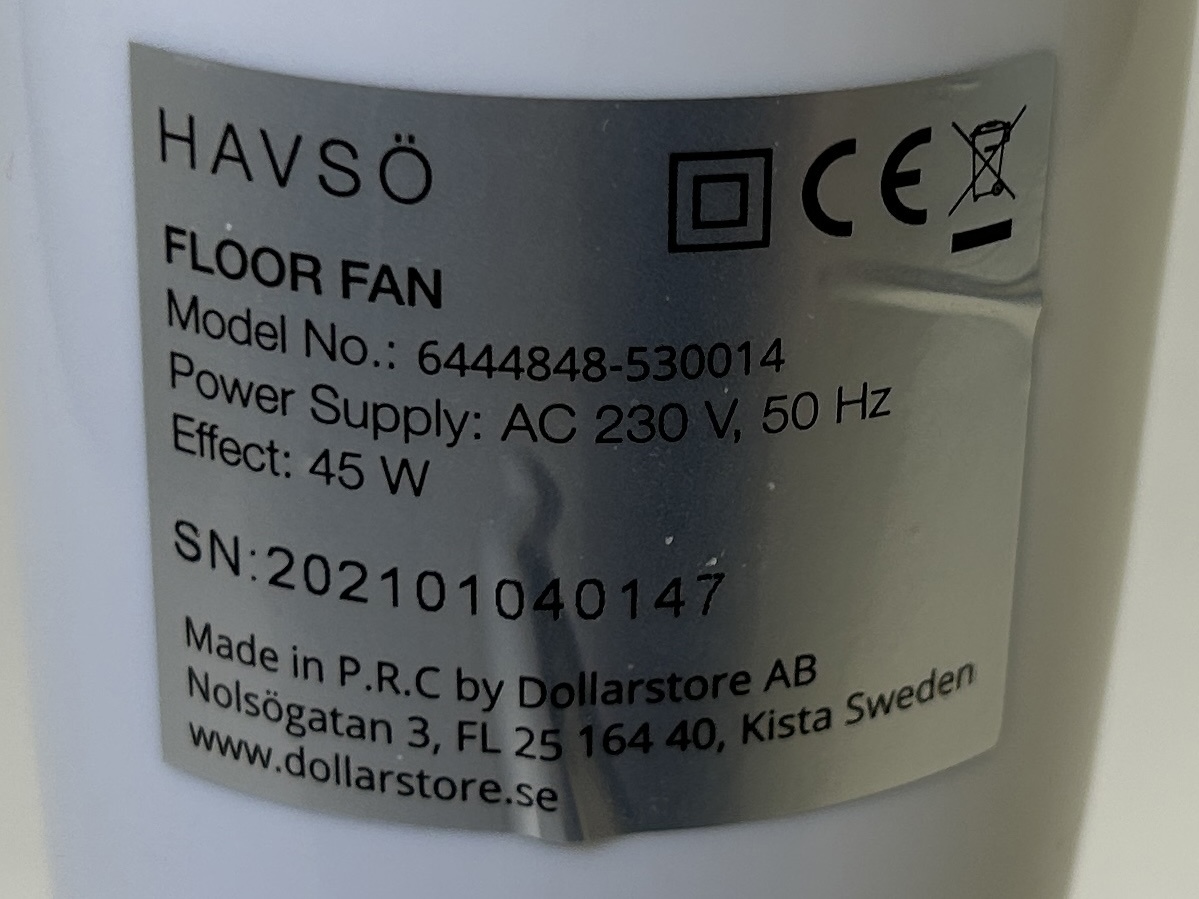 HAVSÖ
CE
FLOOR FAN
Model No.: 6444848-530014
Power Supply: AC 230 V, 50 Hz
Effect: 45 W
SN:202101040147
Made in P.R.C by Dollarstore AB
Nolsögatan 3, FL 25 164 40, Kista Sweden
www.dollarstore.se